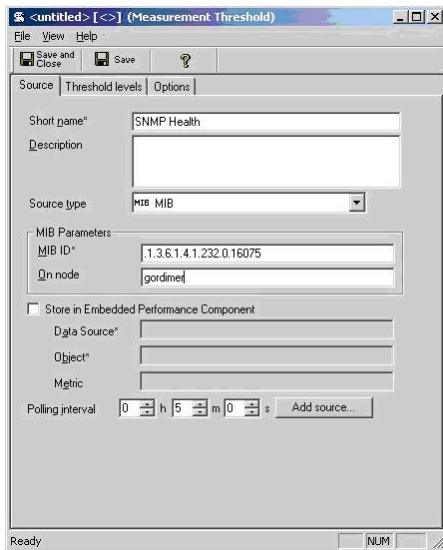 <untitled> [<>] (Measurement Threshold)
File View Help
Save and Close Save
Source Threshold levels Options
Short name* SNMP Health
Description
Source type MIB MIB
MIB Parameters
MIB ID* .1.3.6.1.4.1.232.0.16075
On node gordimer
Store in Embedded Performance Component
Data Source*
Object*
Metric
Polling interval 0 h 5 m 0 s Add source...
Ready NUM